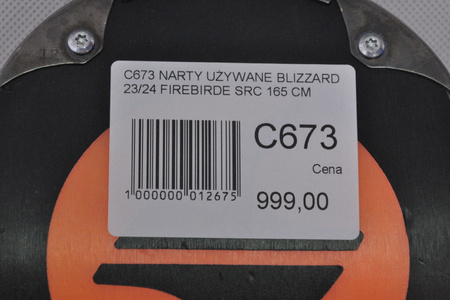 C673 NARTY UŻYWANE BLIZZARD
23/24 FIREBIRDE SRC 165 CM
C673
Cena
1 000000 012675
999,00